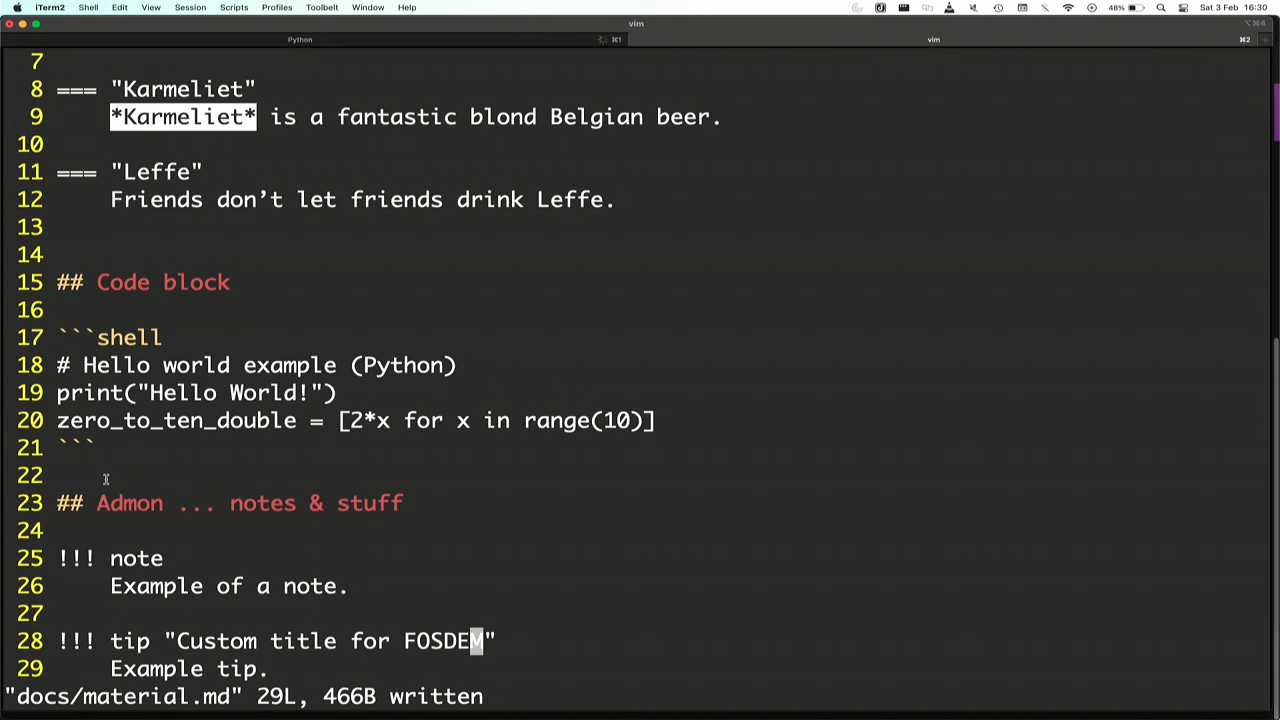 iTerm2 Shell Edit View Session Scripts Profiles Toolbelt Window Help 48% Sat 3 Feb 16:30
vim ⌥⌘4
Python ⌘1 vim ⌘2
7
8 === "Karmeliet"
9 *Karmeliet* is a fantastic blond Belgian beer.
10
11 === "Leffe"
12 Friends don’t let friends drink Leffe.
13
14
15 ## Code block
16
17 ```shell
18 # Hello world example (Python)
19 print("Hello World!")
20 zero_to_ten_double = [2*x for x in range(10)]
21 ```
22
23 ## Admon ... notes & stuff
24
25 !!! note
26 Example of a note.
27
28 !!! tip "Custom title for FOSDEM"
29 Example tip.
"docs/material.md" 29L, 466B written